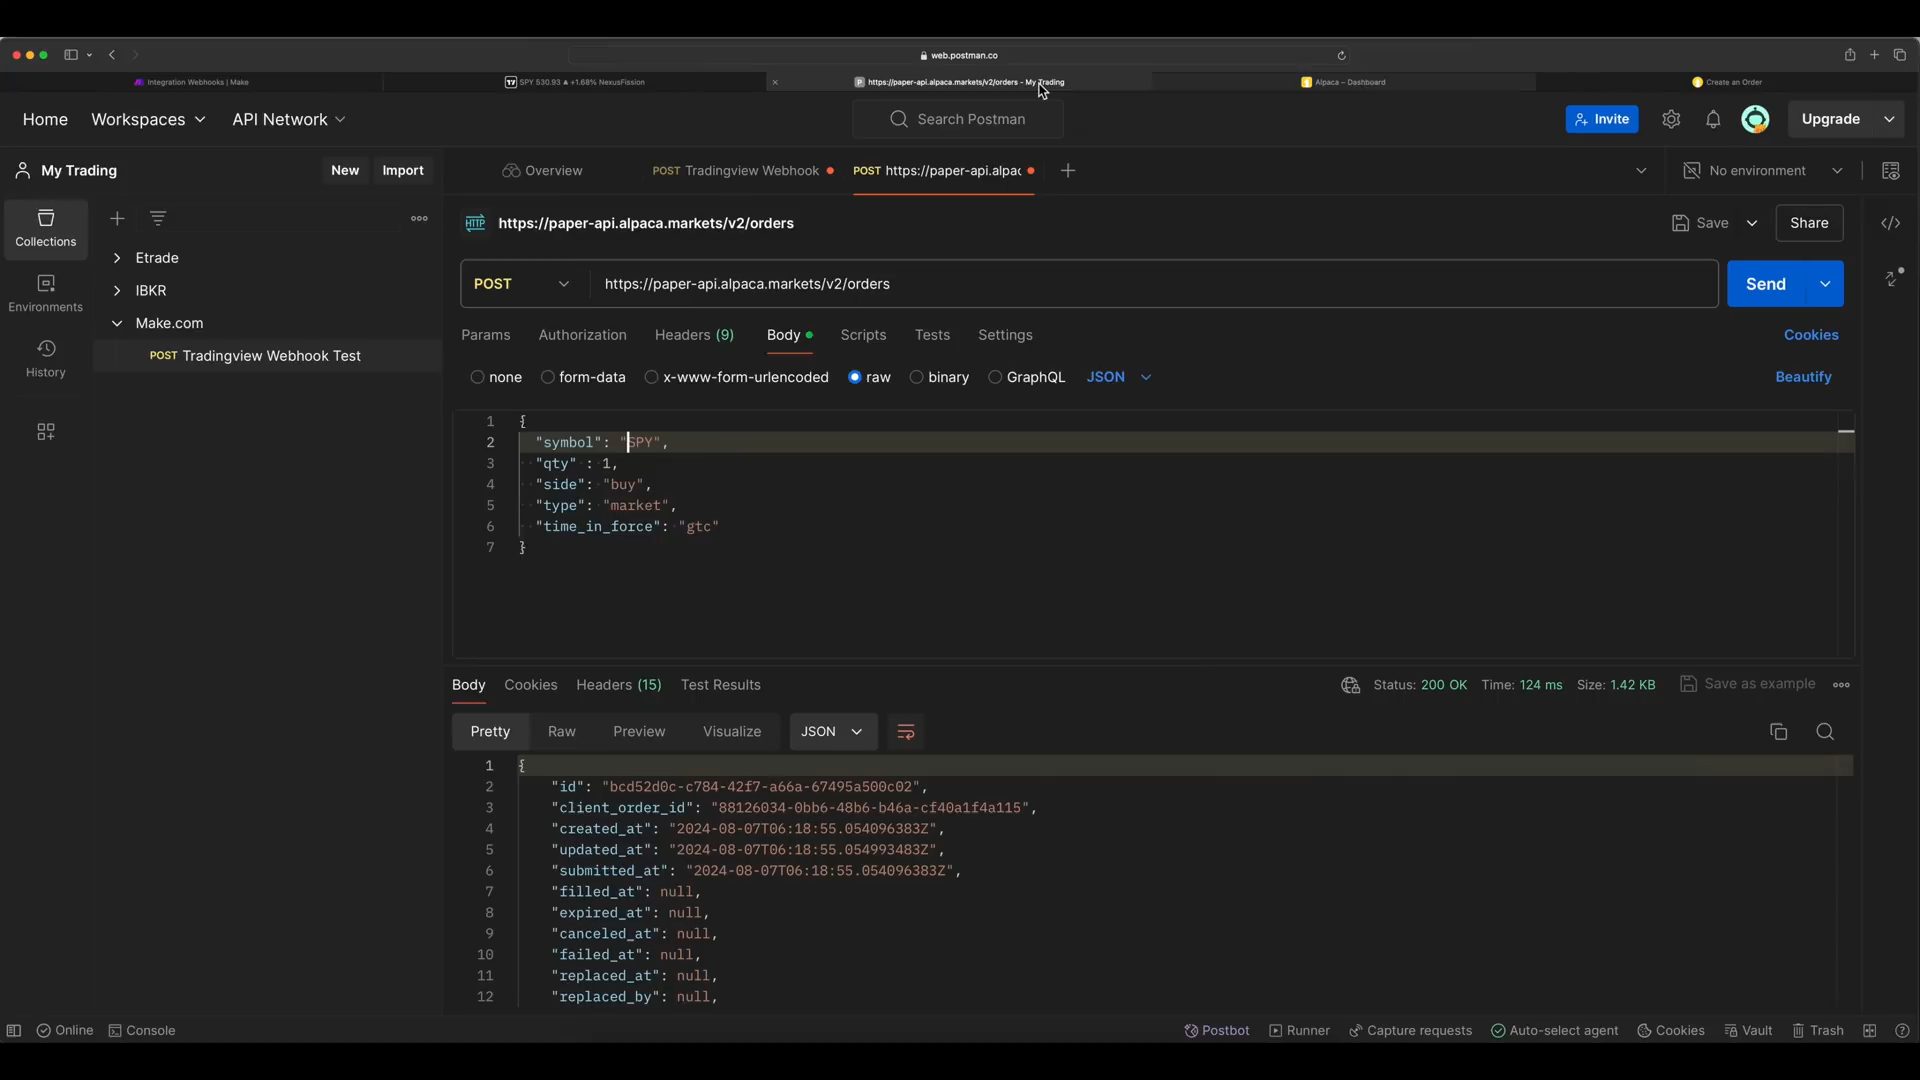 web.postman.co
Integration Webhooks | Make
SPY 530.93 ▲ +1.68% NexusFission
https://paper-api.alpaca.markets/v2/orders - My Trading
Alpaca – Dashboard
Create an Order
Home
Workspaces
API Network
Search Postman
Invite
Upgrade
My Trading
New
Import
Overview
POST Tradingview Webhook
POST https://paper-api.alpac
No environment
Collections
Environments
History
Etrade
IBKR
Make.com
POST Tradingview Webhook Test
HTTP https://paper-api.alpaca.markets/v2/orders
Save
Share
POST
https://paper-api.alpaca.markets/v2/orders
Send
Params
Authorization
Headers (9)
Body
Scripts
Tests
Settings
Cookies
none
form-data
x-www-form-urlencoded
raw
binary
GraphQL
JSON
Beautify
1 {
2 "symbol": "SPY",
3 "qty" : 1,
4 "side": "buy",
5 "type": "market",
6 "time_in_force": "gtc"
7 }
Body
Cookies
Headers (15)
Test Results
Status: 200 OK
Time: 124 ms
Size: 1.42 KB
Save as example
Pretty
Raw
Preview
Visualize
JSON
1 {
2 "id": "bcd52d0c-c784-42f7-a66a-67495a500c02",
3 "client_order_id": "88126034-0bb6-48b6-b46a-cf40a1f4a115",
4 "created_at": "2024-08-07T06:18:55.054096383Z",
5 "updated_at": "2024-08-07T06:18:55.054993483Z",
6 "submitted_at": "2024-08-07T06:18:55.054096383Z",
7 "filled_at": null,
8 "expired_at": null,
9 "canceled_at": null,
10 "failed_at": null,
11 "replaced_at": null,
12 "replaced_by": null,
Online
Console
Postbot
Runner
Capture requests
Auto-select agent
Cookies
Vault
Trash